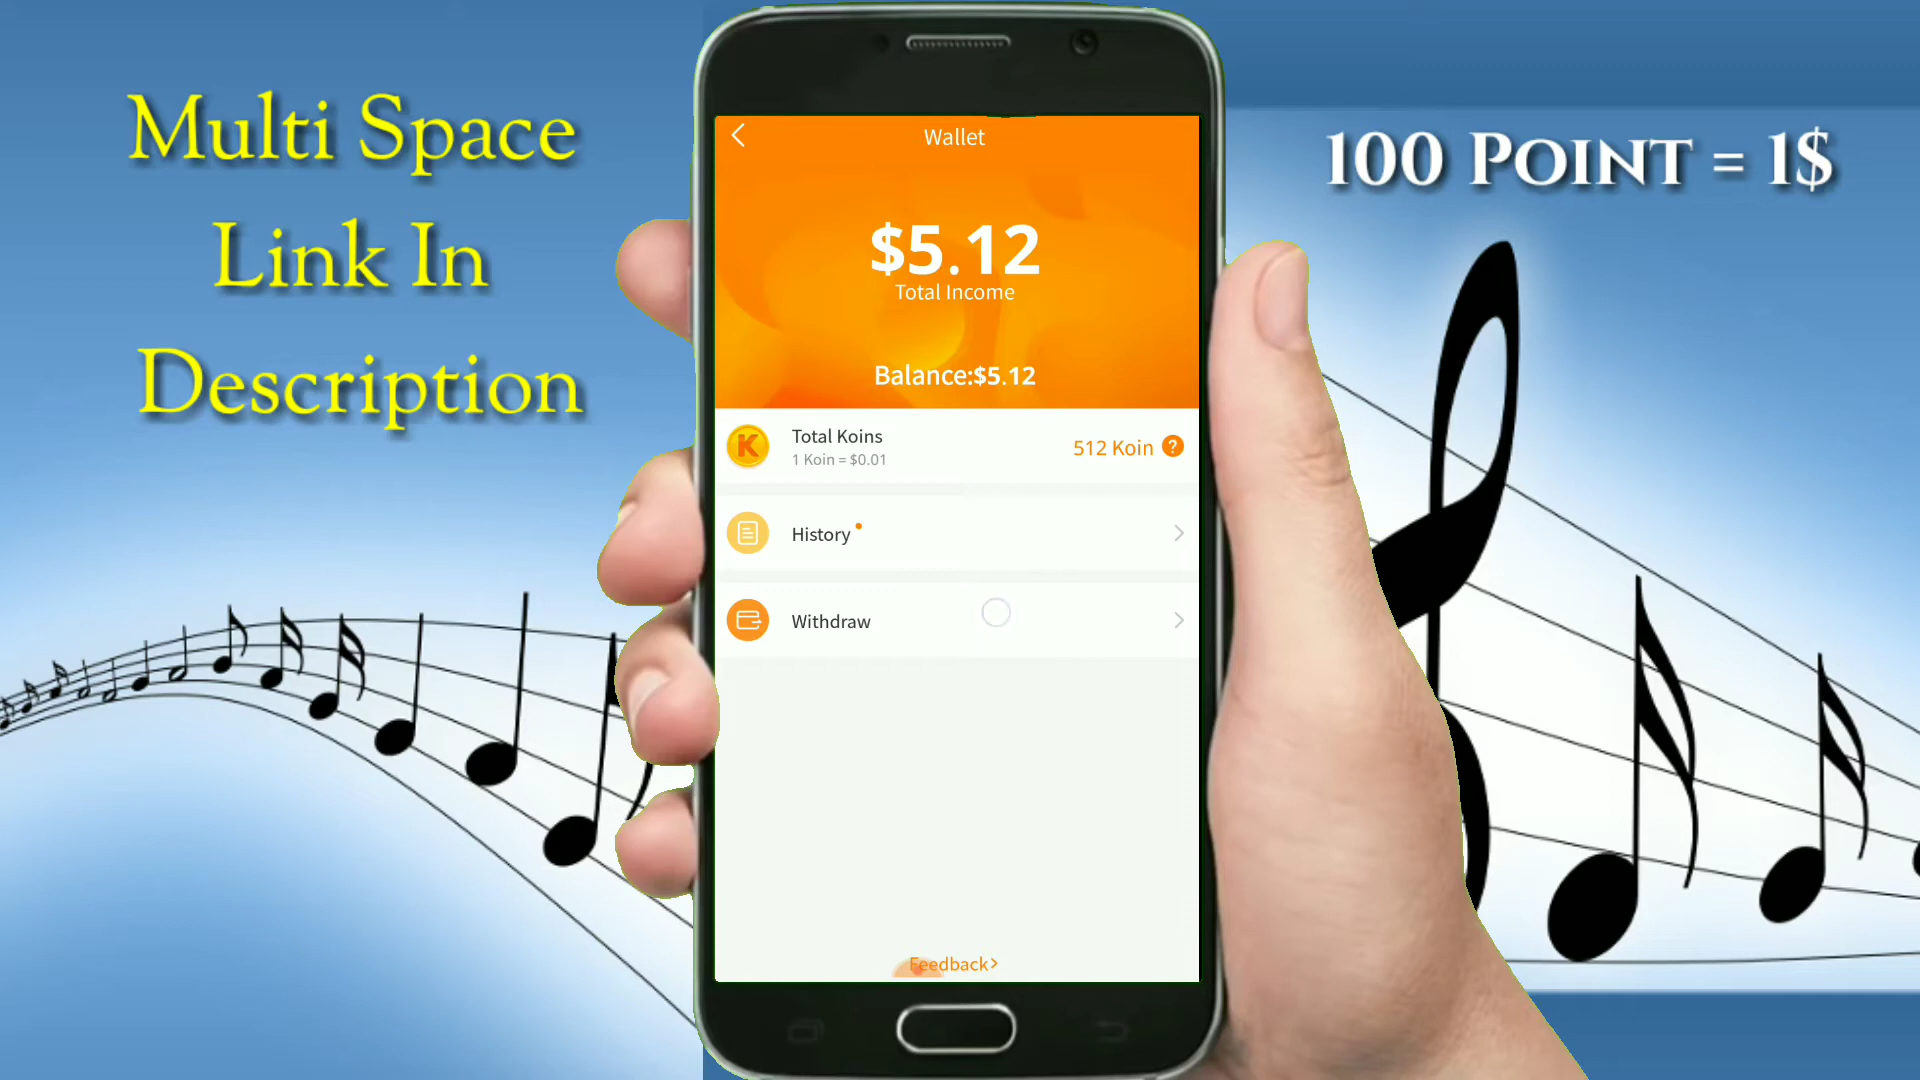 Multi Space
Link In
Description
100 Point = 1$
Wallet
$5.12
Total Income
Balance:$5.12
K
Total Koins
1 Koin = $0.01
512 Koin ?
History
Withdraw
Feedback>